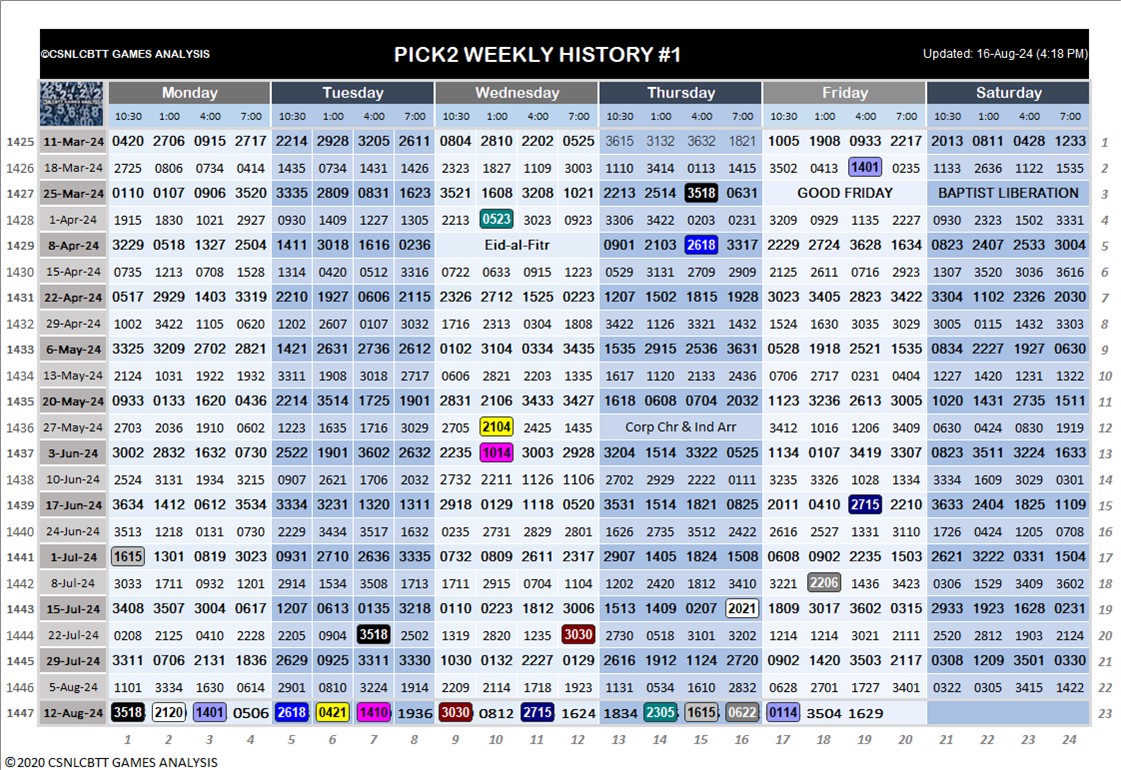 ©CSNLCBTT GAMES ANALYSIS PICK2 WEEKLY HISTORY #1 Updated: 16-Aug-24 (4:18 PM)
Monday Tuesday Wednesday Thursday Friday Saturday
10:30 1:00 4:00 7:00 10:30 1:00 4:00 7:00 10:30 1:00 4:00 7:00 10:30 1:00 4:00 7:00 10:30 1:00 4:00 7:00 10:30 1:00 4:00 7:00
1425 11-Mar-24 0420 2706 0915 2717 2214 2928 3205 2611 0804 2810 2202 0525 3615 3132 3632 1821 1005 1908 0933 2217 2013 0811 0428 1233 1
1426 18-Mar-24 2725 0806 0734 0414 1435 0734 1431 1426 2323 1827 1109 3003 1110 3414 0113 1415 3502 0413 1401 0235 1133 2636 1122 1535 2
1427 25-Mar-24 0110 0107 0906 3520 3335 2809 0831 1623 3521 1608 3208 1021 2213 2514 3518 0631 GOOD FRIDAY BAPTIST LIBERATION 3
1428 1-Apr-24 1915 1830 1021 2927 0930 1409 1227 1305 2213 0523 3023 0923 3306 3422 0203 0231 3209 0929 1135 2227 0930 2323 1502 3331 4
1429 8-Apr-24 3229 0518 1327 2504 1411 3018 1616 0236 Eid-al-Fitr 0901 2103 2618 3317 2229 2724 3628 1634 0823 2407 2533 3004 5
1430 15-Apr-24 0735 1213 0708 1528 1314 0420 0512 3316 0722 0633 0915 1223 0529 3131 2709 2909 2125 2611 0716 2923 1307 3520 3036 3616 6
1431 22-Apr-24 0517 2929 1403 3319 2210 1927 0606 2115 2326 2712 1525 0223 1207 1502 1815 1928 3023 3405 2823 3422 3304 1102 2326 2030 7
1432 29-Apr-24 1002 3422 1105 0620 1202 2607 0107 3032 1716 2313 0304 1808 3422 1126 3321 1432 1524 1630 3035 3029 3005 0115 1432 3303 8
1433 6-May-24 3325 3209 2702 2821 1421 2631 2736 2612 0102 3104 0334 3435 1535 2915 2536 3631 0528 1918 2521 1535 0834 2227 1927 0630 9
1434 13-May-24 2124 1031 1922 1932 3311 1908 3018 2717 0606 2821 2203 1335 1617 1120 2133 2436 0706 2717 0231 0404 1227 1420 1231 1322 10
1435 20-May-24 0933 0133 1620 0436 2214 3514 1725 1901 2831 2106 3433 3427 1618 0608 0704 2032 1123 3236 2613 3005 1020 1431 2735 1511 11
1436 27-May-24 2703 2036 1910 0602 1223 1635 1716 3029 2705 2104 2425 1435 Corp Chr & Ind Arr 3412 1016 1206 3409 0630 0424 0830 1919 12
1437 3-Jun-24 3002 2832 1632 0730 2522 1901 3602 2632 2235 1014 3003 2928 3204 1514 3322 0525 1134 0107 3419 3307 0823 3511 3224 1633 13
1438 10-Jun-24 2524 3131 1934 3215 0907 2621 1706 2032 2732 2211 1126 1106 2702 2929 2222 0111 3235 3326 1028 1334 3334 1609 3029 0301 14
1439 17-Jun-24 3634 1412 0612 3534 3334 3231 1320 1311 2918 0129 1118 0520 3531 1514 1821 0825 2011 0410 2715 2210 3633 2404 1825 1109 15
1440 24-Jun-24 3513 1218 0131 0730 2229 3434 3517 1632 0235 2731 2829 2801 1626 2735 3512 2422 2616 2527 1331 3110 1726 0424 1205 0708 16
1441 1-Jul-24 1615 1301 0819 3023 0931 2710 2636 3335 0732 0809 2611 2317 2907 1405 1824 1508 0608 0902 2235 1503 2621 3222 0331 1504 17
1442 8-Jul-24 3033 1711 0932 1201 2914 1534 3508 1713 1711 2915 0704 1104 1202 2420 1812 3410 3221 2206 1436 3423 0306 1529 3409 3602 18
1443 15-Jul-24 3408 3507 3004 0617 1207 0613 0135 3218 0110 0223 1812 3006 1513 1409 0207 2021 1809 3017 3602 0315 2933 1923 1628 0231 19
1444 22-Jul-24 0208 2125 0410 2228 2205 0904 3518 2502 1319 2820 1235 3030 2730 0518 3101 3202 1214 1214 3021 2111 2520 2812 1903 2124 20
1445 29-Jul-24 3311 0706 2131 1836 2629 0925 3311 3330 1030 0132 2227 0129 2616 1912 1124 2720 0902 1420 3503 2117 0308 1209 3501 0330 21
1446 5-Aug-24 1101 3334 1630 0614 2901 0810 3224 1914 2209 2114 1718 1923 1131 0534 1610 2832 0628 2701 1727 3401 0322 0305 3415 1422 22
1447 12-Aug-24 3518 2120 1401 0506 2618 0421 1410 1936 3030 0812 2715 1624 1834 2305 1615 0622 0114 3504 1629 23
1 2 3 4 5 6 7 8 9 10 11 12 13 14 15 16 17 18 19 20 21 22 23 24
©2020 CSNLCBTT GAMES ANALYSIS